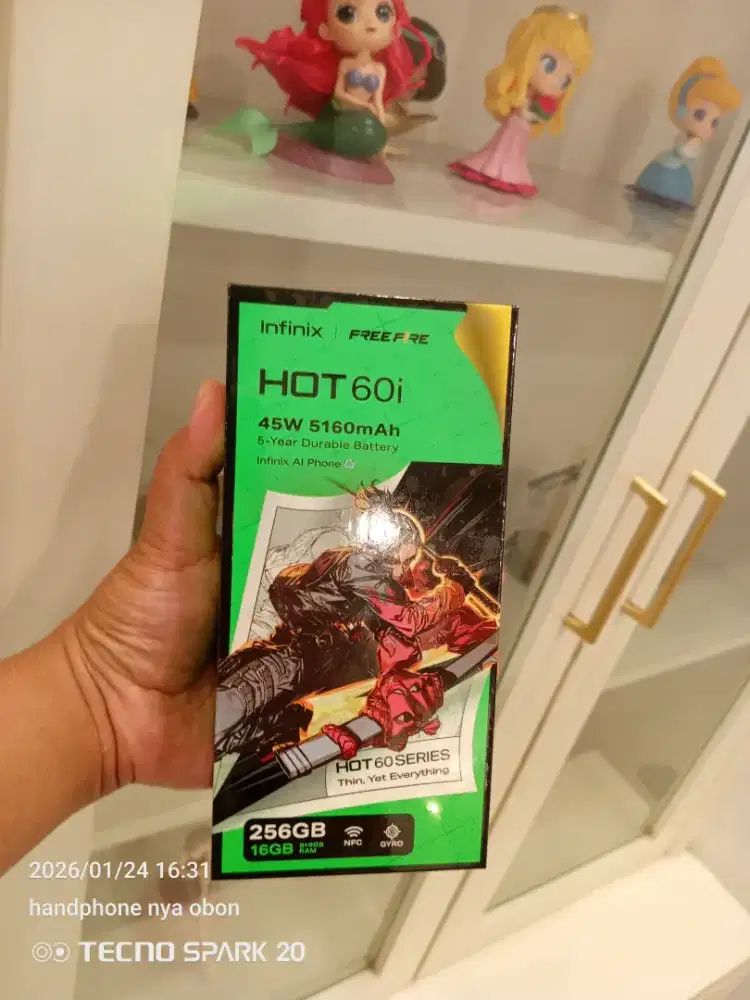 Infinix | FREE FIRE
HOT 60i
45W 5160mAh
5-Year Durable Battery
Infinix AI Phone
HOT 60 SERIES
Thin, Yet Everything
256GB
16GB RAM
NFC
GYRO
2026/01/24 16:31
handphone nya obon
TECNO SPARK 20